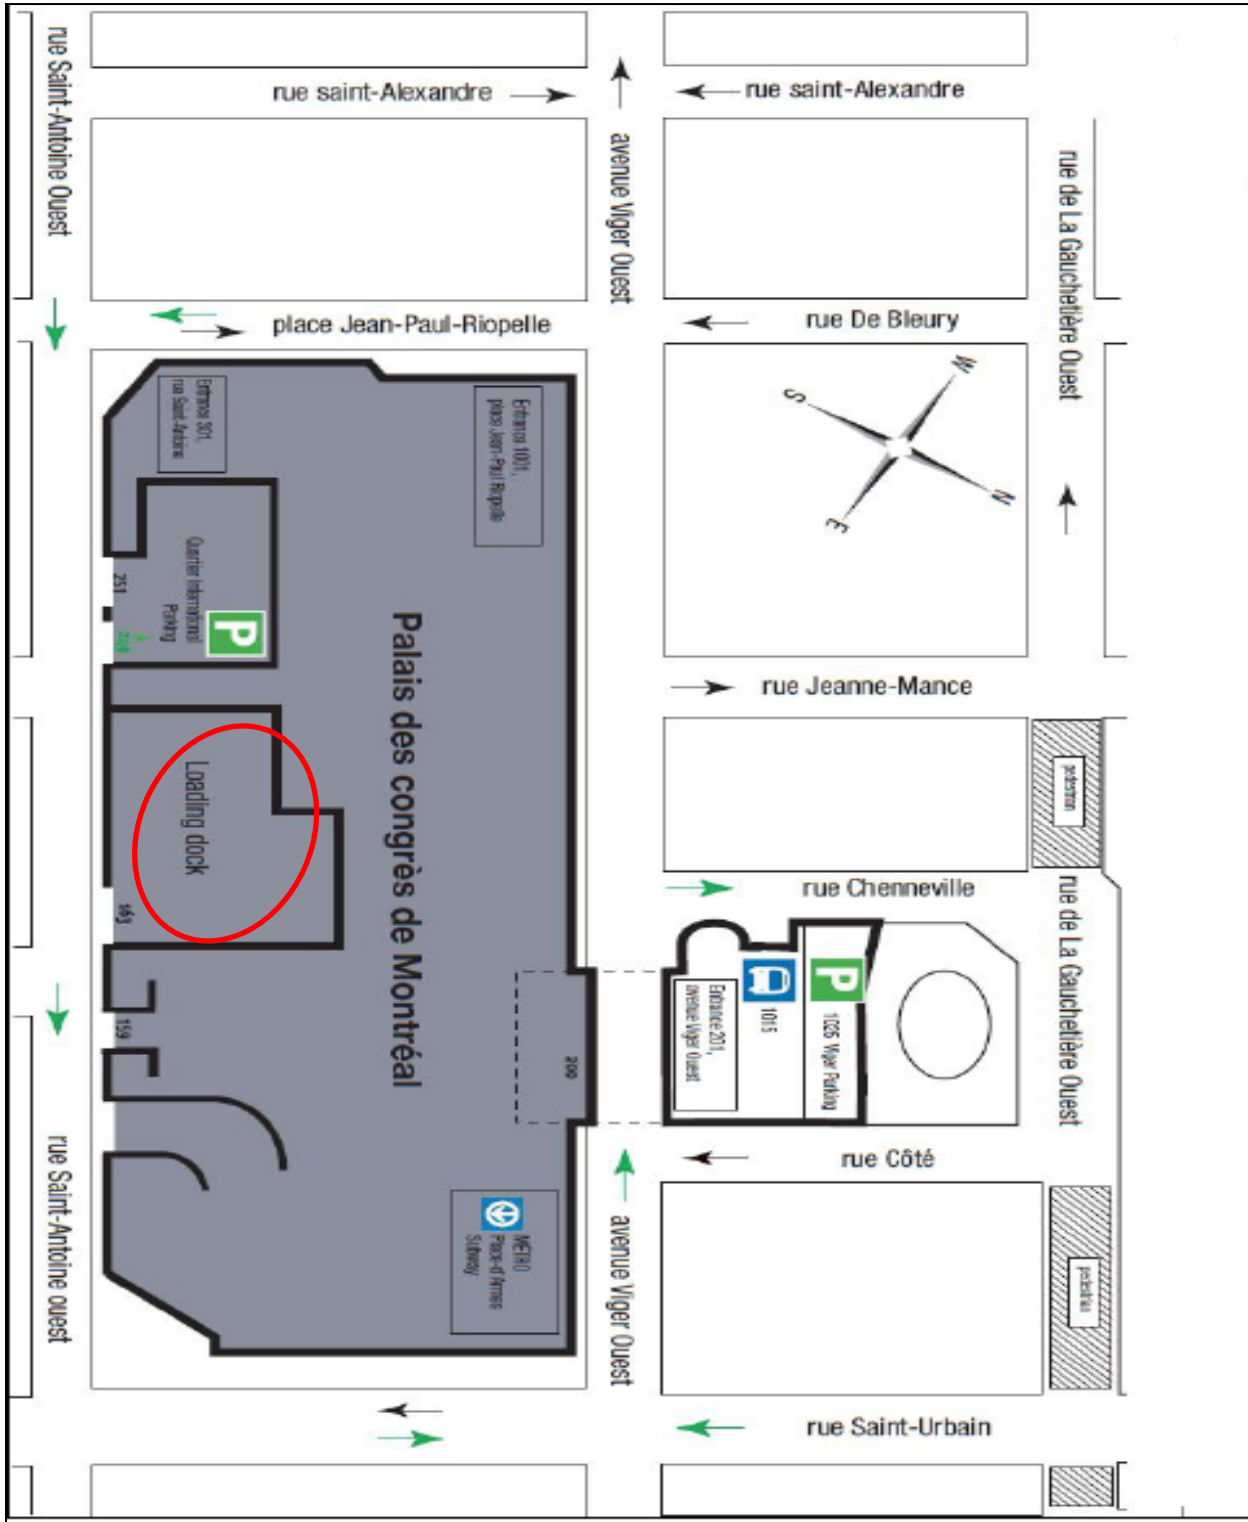 rue Saint-Antoine Ouest
rue saint-Alexandre
rue saint-Alexandre
avenue Viger Ouest
rue de La Gauchetière Ouest
place Jean-Paul-Riopelle
rue De Bleury
Entrance 301,
rue Saint-Antoine
Entrance 1001,
place Jean-Paul Riopelle
W
S
N
E
251
Quartier International
Parking
P
249
Palais des congrès de Montréal
rue Jeanne-Mance
pedestrian
Loading dock
163
rue Chenneville
rue de La Gauchetière Ouest
P
1015
1025 Viger Parking
Entrance 201,
avenue Viger Ouest
159
200
rue Côté
rue Saint-Antoine ouest
MÉTRO
Place-d'Armes
Subway
avenue Viger Ouest
pedestrian
rue Saint-Urbain